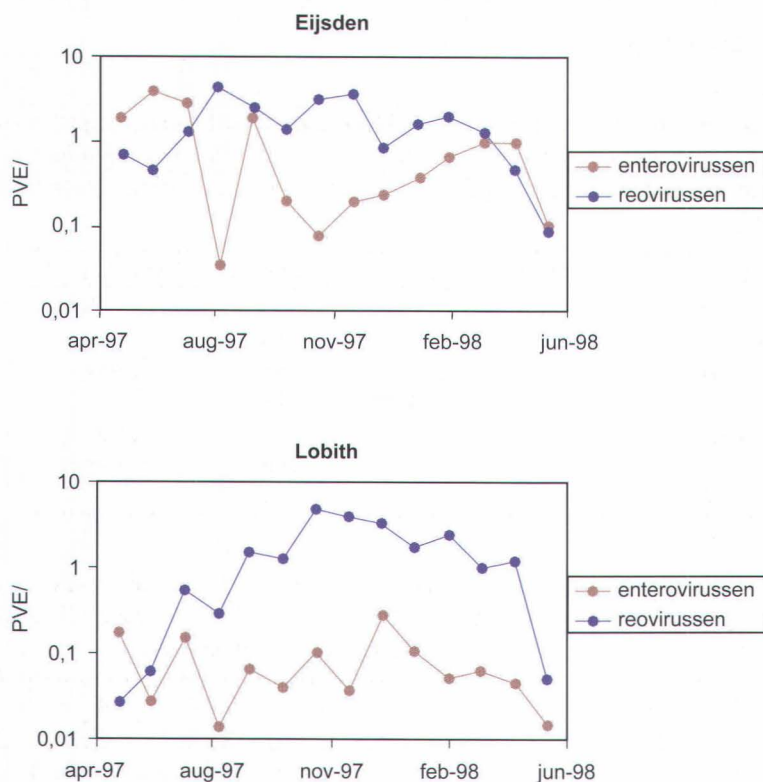 Eijsden
10
1
0,1
0,01
PVE/
apr-97 aug-97 nov-97 feb-98 jun-98
enterovirussen
reovirussen
Lobith
10
1
0,1
0,01
PVE/
apr-97 aug-97 nov-97 feb-98 jun-98
enterovirussen
reovirussen